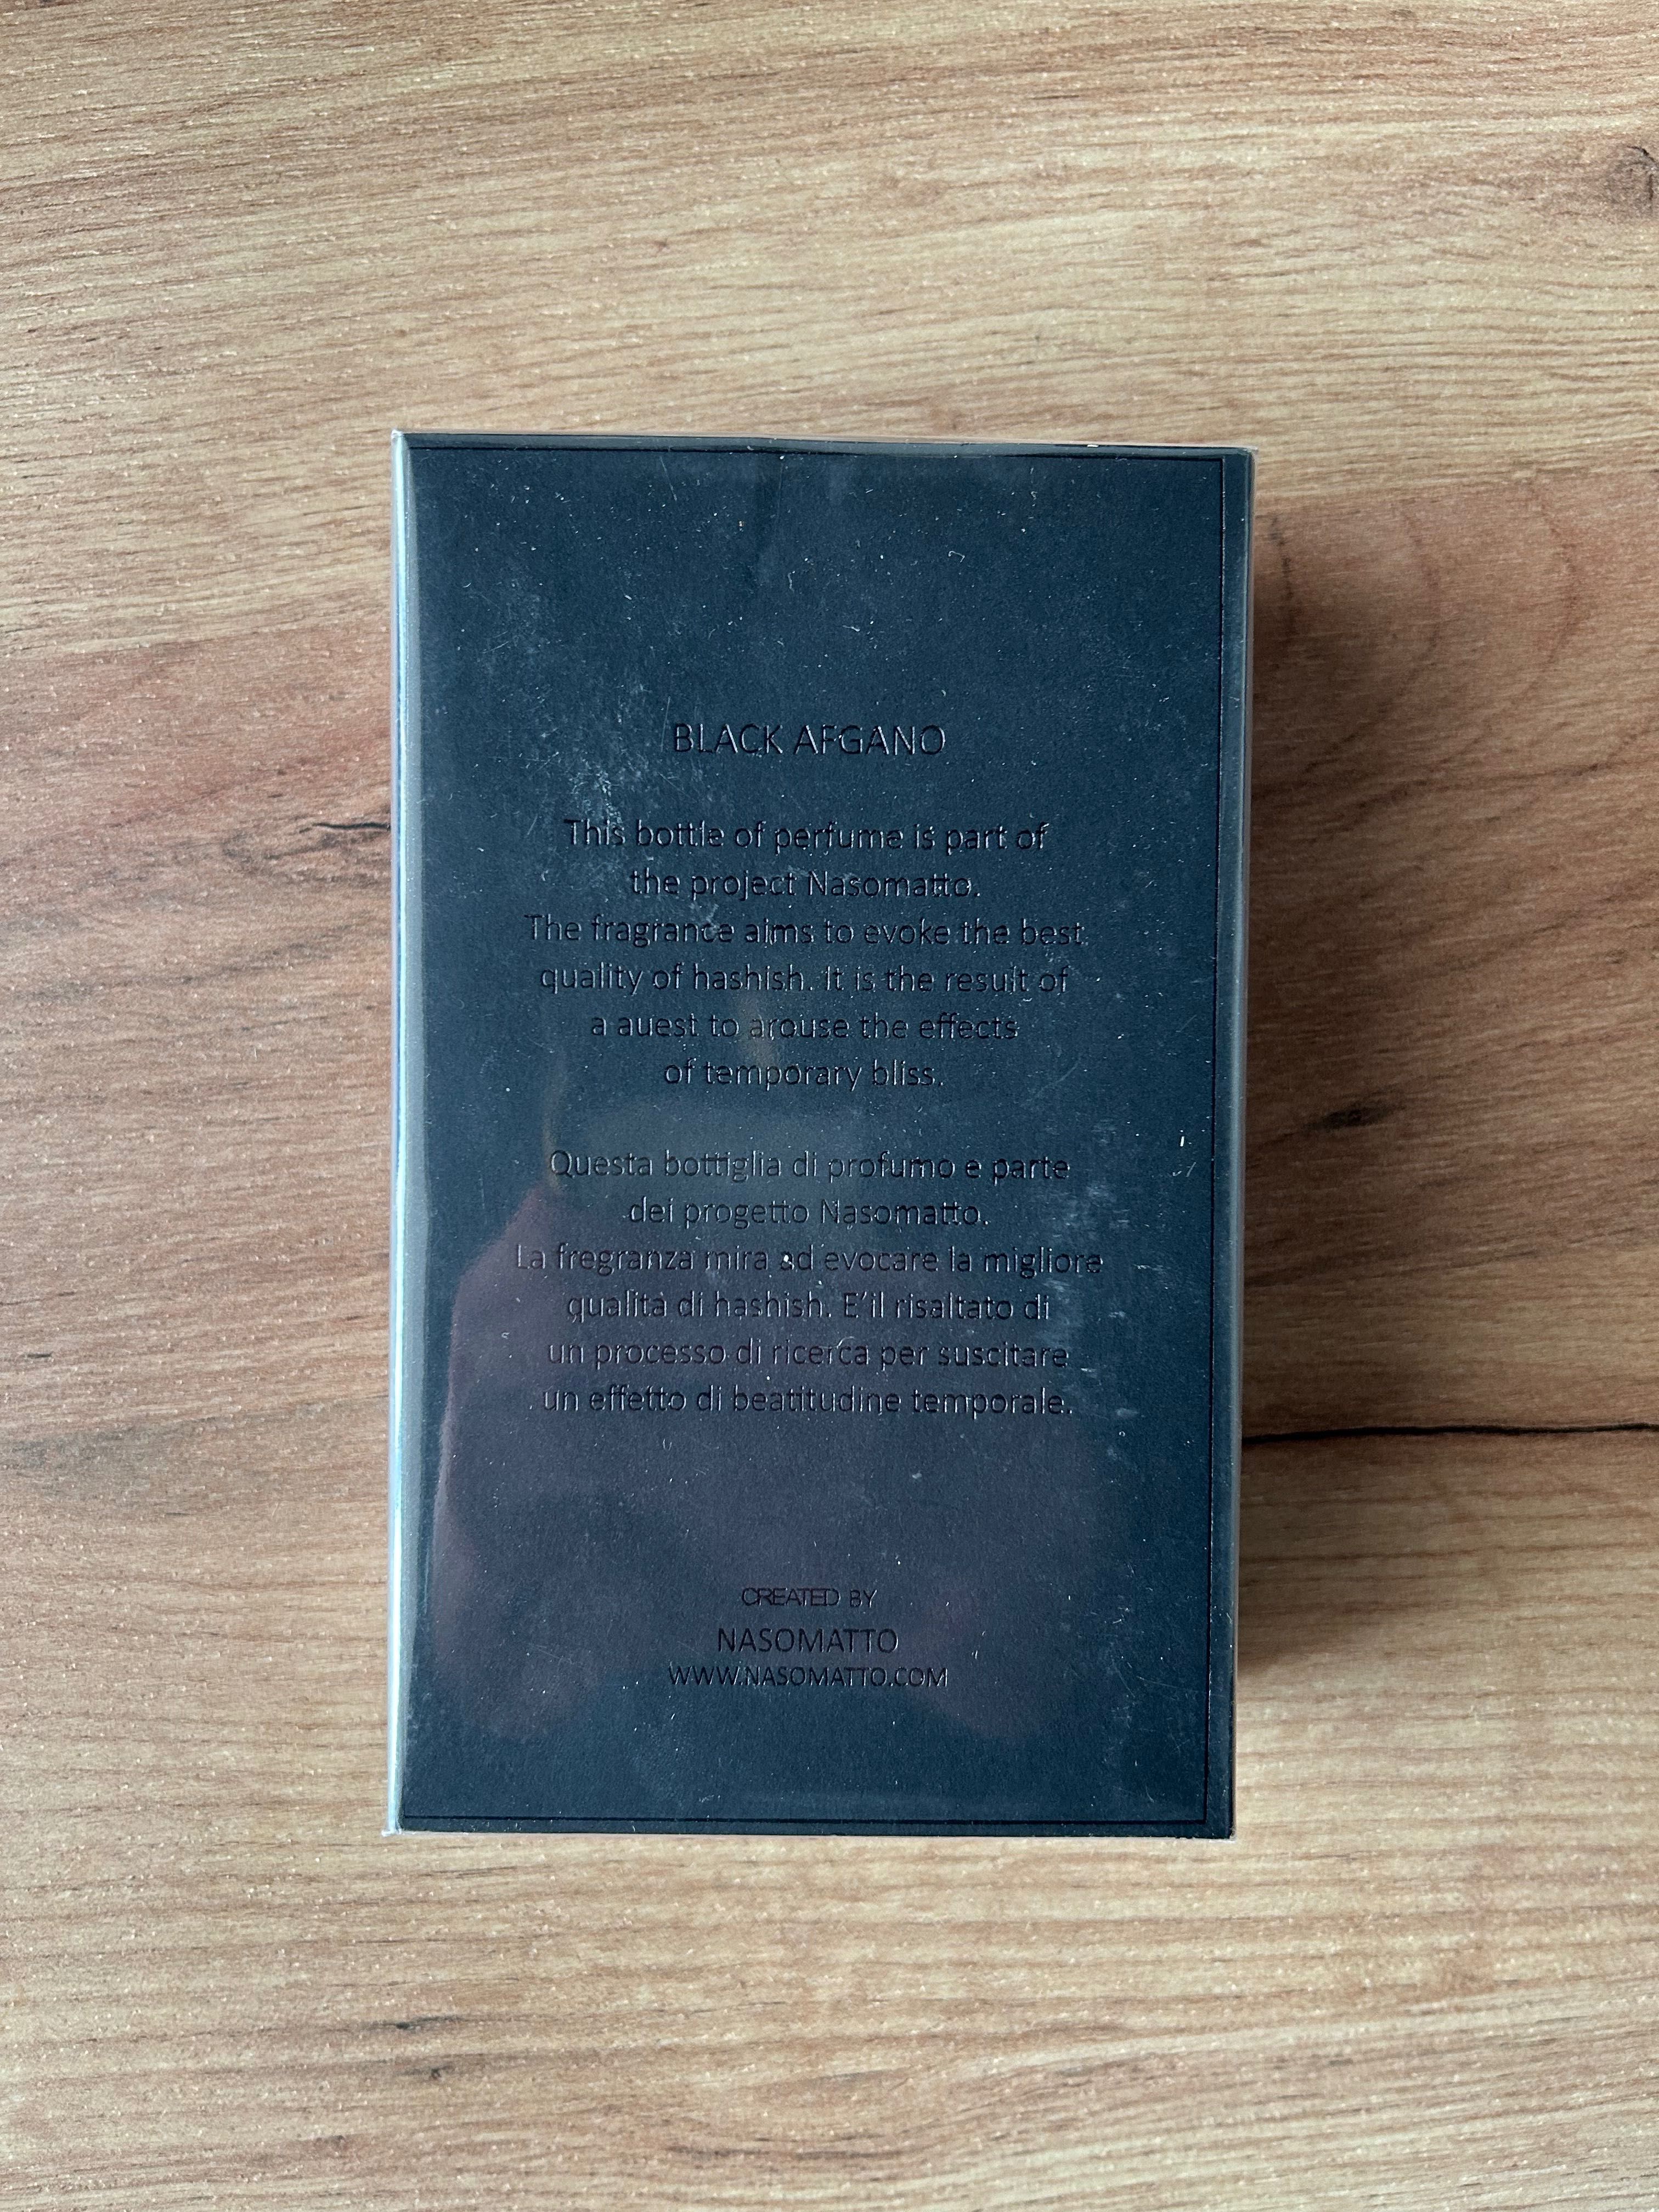 BLACK AFGANO
This bottle of perfume is part of
the project Nasomatto.
The fragrance aims to evoke the best
quality of hashish. it is the result of
a auest to arouse the effects
of temporary bliss.
Questa bottiglia di profumo e parte
dei progetto Nasomatto.
La fregranza mira ad evocare la migliore
qualità di hashish. E'il risaltato di
un processo di ricerca per suscitare
un effetto di beatitudine temporale.
CREATED BY
NASOMATTO
WWW.NASOMATTO.COM